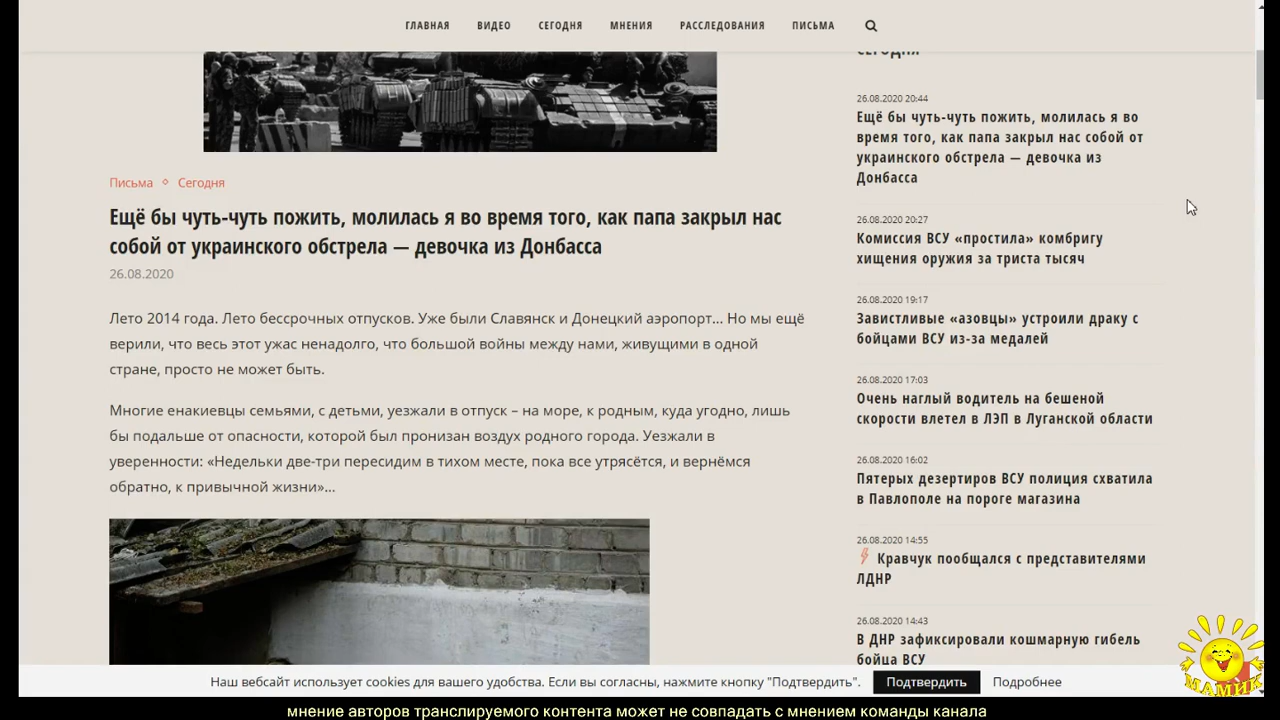 ГЛАВНАЯ ВИДЕО СЕГОДНЯ МНЕНИЯ РАССЛЕДОВАНИЯ ПИСЬМА
Письма ◇ Сегодня
Ещё бы чуть-чуть пожить, молилась я во время того, как папа закрыл нас
собой от украинского обстрела — девочка из Донбасса
26.08.2020
Лето 2014 года. Лето бессрочных отпусков. Уже были Славянск и Донецкий аэропорт... Но мы ещё
верили, что весь этот ужас ненадолго, что большой войны между нами, живущими в одной
стране, просто не может быть.
Многие енакиевцы семьями, с детьми, уезжали в отпуск – на море, к родным, куда угодно, лишь
бы подальше от опасности, которой был пронизан воздух родного города. Уезжали в
уверенности: «Недельки две-три пересидим в тихом месте, пока все утрясётся, и вернёмся
обратно, к привычной жизни»...
СЕГОДНЯ
26.08.2020 20:44
Ещё бы чуть-чуть пожить, молилась я во
время того, как папа закрыл нас собой от
украинского обстрела — девочка из
Донбасса
26.08.2020 20:27
Комиссия ВСУ «простила» комбригу
хищения оружия за триста тысяч
26.08.2020 19:17
Завистливые «азовцы» устроили драку с
бойцами ВСУ из-за медалей
26.08.2020 17:03
Очень наглый водитель на бешеной
скорости влетел в ЛЭП в Луганской области
26.08.2020 16:02
Пятерых дезертиров ВСУ полиция схватила
в Павлополе на пороге магазина
26.08.2020 14:55
Кравчук пообщался с представителями
ЛДНР
26.08.2020 14:43
В ДНР зафиксировали кошмарную гибель
бойца ВСУ
Наш вебсайт использует cookies для вашего удобства. Если вы согласны, нажмите кнопку "Подтвердить". Подтвердить Подробнее
МАМИК
мнение авторов транслируемого контента может не совпадать с мнением команды канала